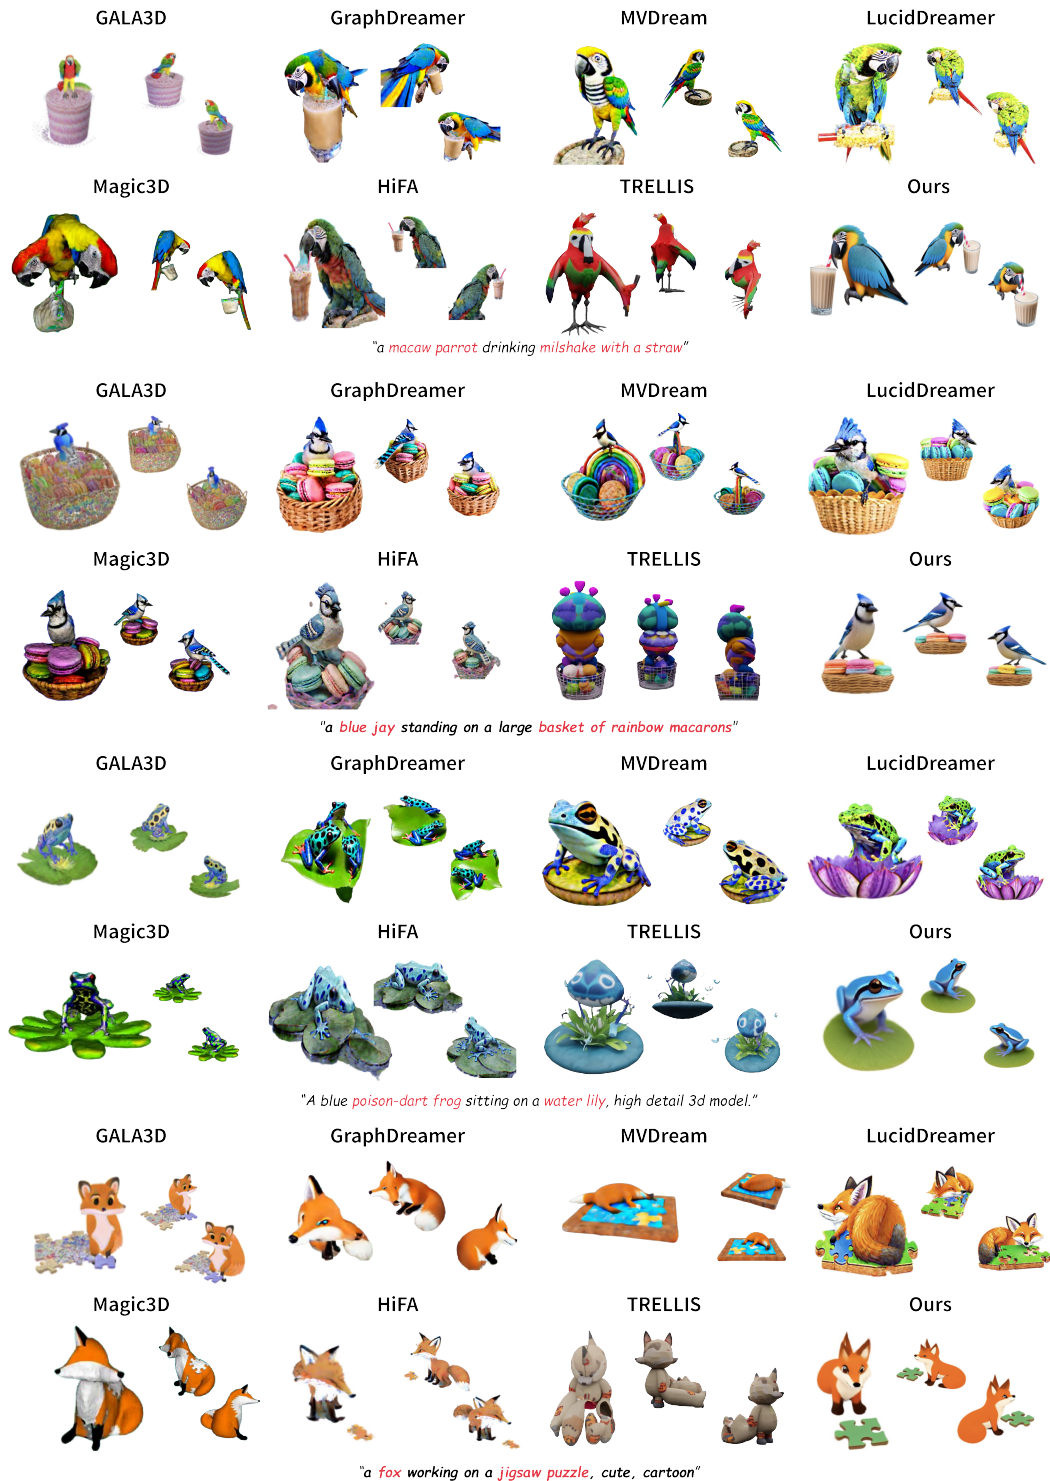 GALA3D GraphDreamer MVDream LucidDreamer
Magic3D HiFA TRELLIS Ours
"a macaw parrot drinking milshake with a straw"
GALA3D GraphDreamer MVDream LucidDreamer
Magic3D HiFA TRELLIS Ours
"a blue jay standing on a large basket of rainbow macarons"
GALA3D GraphDreamer MVDream LucidDreamer
Magic3D HiFA TRELLIS Ours
"A blue poison-dart frog sitting on a water lily, high detail 3d model."
GALA3D GraphDreamer MVDream LucidDreamer
Magic3D HiFA TRELLIS Ours
"a fox working on a jigsaw puzzle, cute, cartoon"